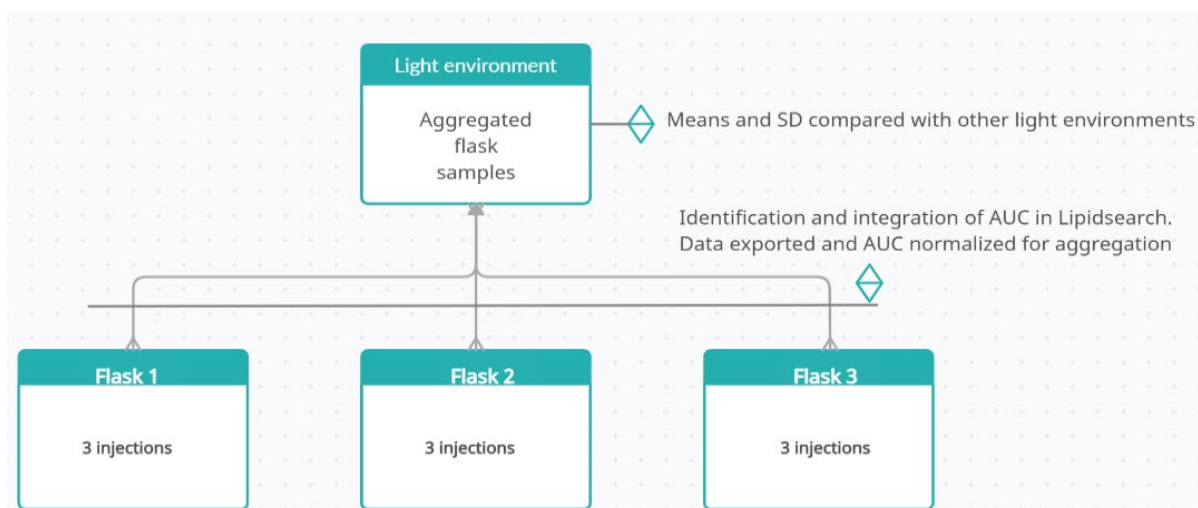 Light environment
Aggregated
flask
samples
Means and SD compared with other light environments
Identification and integration of AUC in Lipidsearch.
Data exported and AUC normalized for aggregation
Flask 1
3 injections
Flask 2
3 injections
Flask 3
3 injections